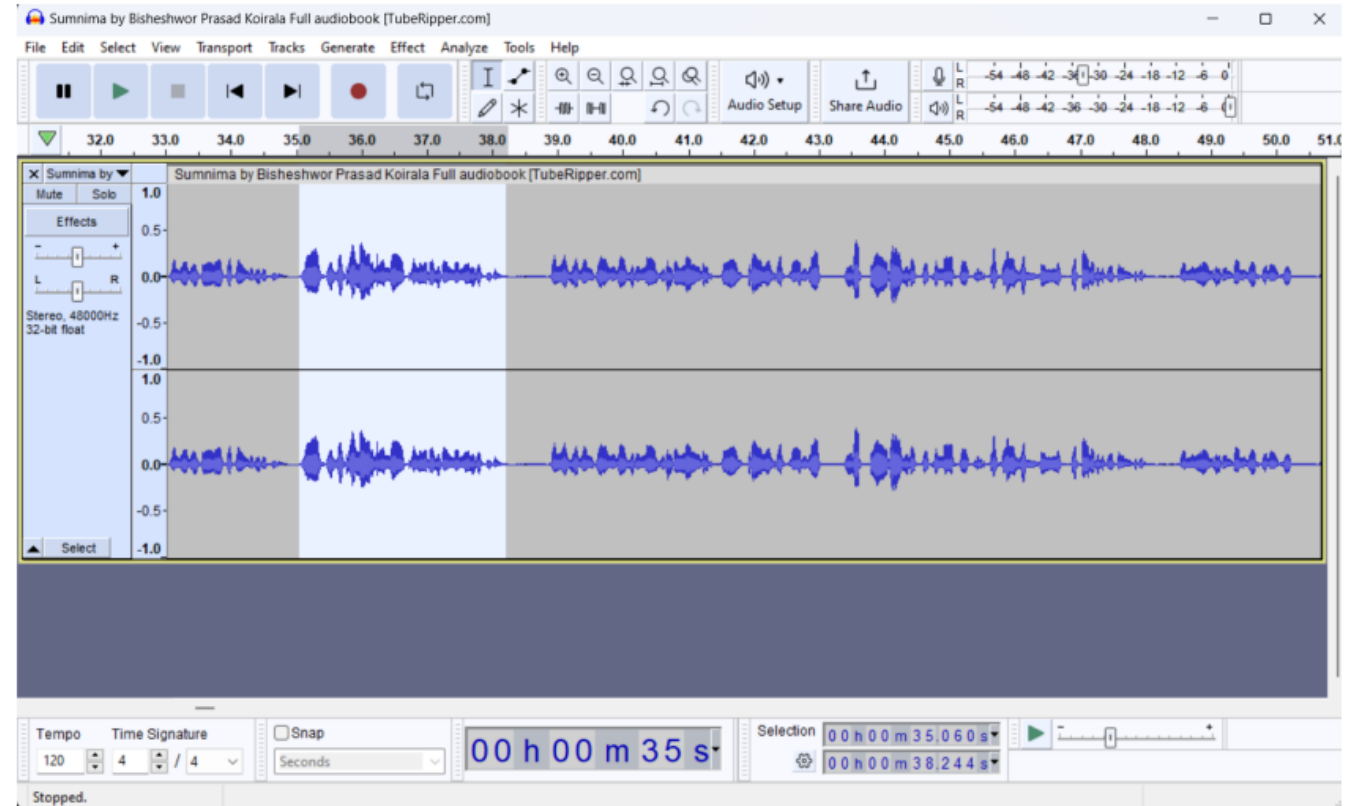 Sumnima by Bisheshwor Prasad Koirala Full audiobook [TubeRipper.com]
File Edit Select View Transport Tracks Generate Effect Analyze Tools Help
Audio Setup Share Audio
L R -54 -48 -42 -36 -30 -24 -18 -12 -6 0
L R -54 -48 -42 -36 -30 -24 -18 -12 -6
32.0 33.0 34.0 35.0 36.0 37.0 38.0 39.0 40.0 41.0 42.0 43.0 44.0 45.0 46.0 47.0 48.0 49.0 50.0 51.0
Sumnima by Sumnima by Bisheshwor Prasad Koirala Full audiobook [TubeRipper.com]
Mute Solo 1.0
Effects
0.5
- +
0.0
L R
Stereo, 48000Hz
32-bit float
-0.5
-1.0
1.0
0.5
0.0
-0.5
Select -1.0
Tempo Time Signature Snap Selection
120 4 / 4 Seconds
00 h 00 m 35 s
00 h 00 m 35.060 s
00 h 00 m 38.244 s
- +
Stopped.